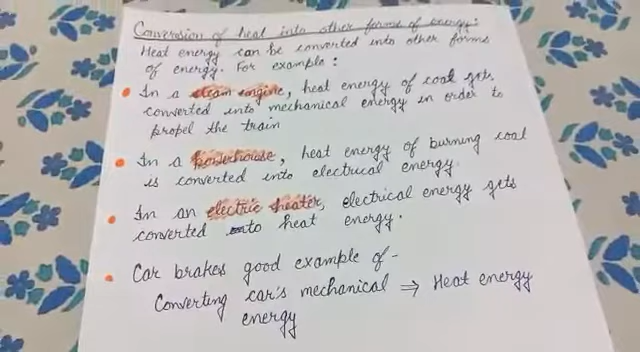 Conversion of heat into other forms of energy:
Heat energy can be converted into other forms
of energy. For example:
• In a steam engine, heat energy of coal gets
converted into mechanical energy in order to
propel the train
• In a powerhouse, heat energy of burning coal
is converted into electrical energy.
• In an electric heater, electrical energy gets
converted into heat energy.
• Car brakes good example of-
Converting car's mechanical ⇒ Heat energy
energy